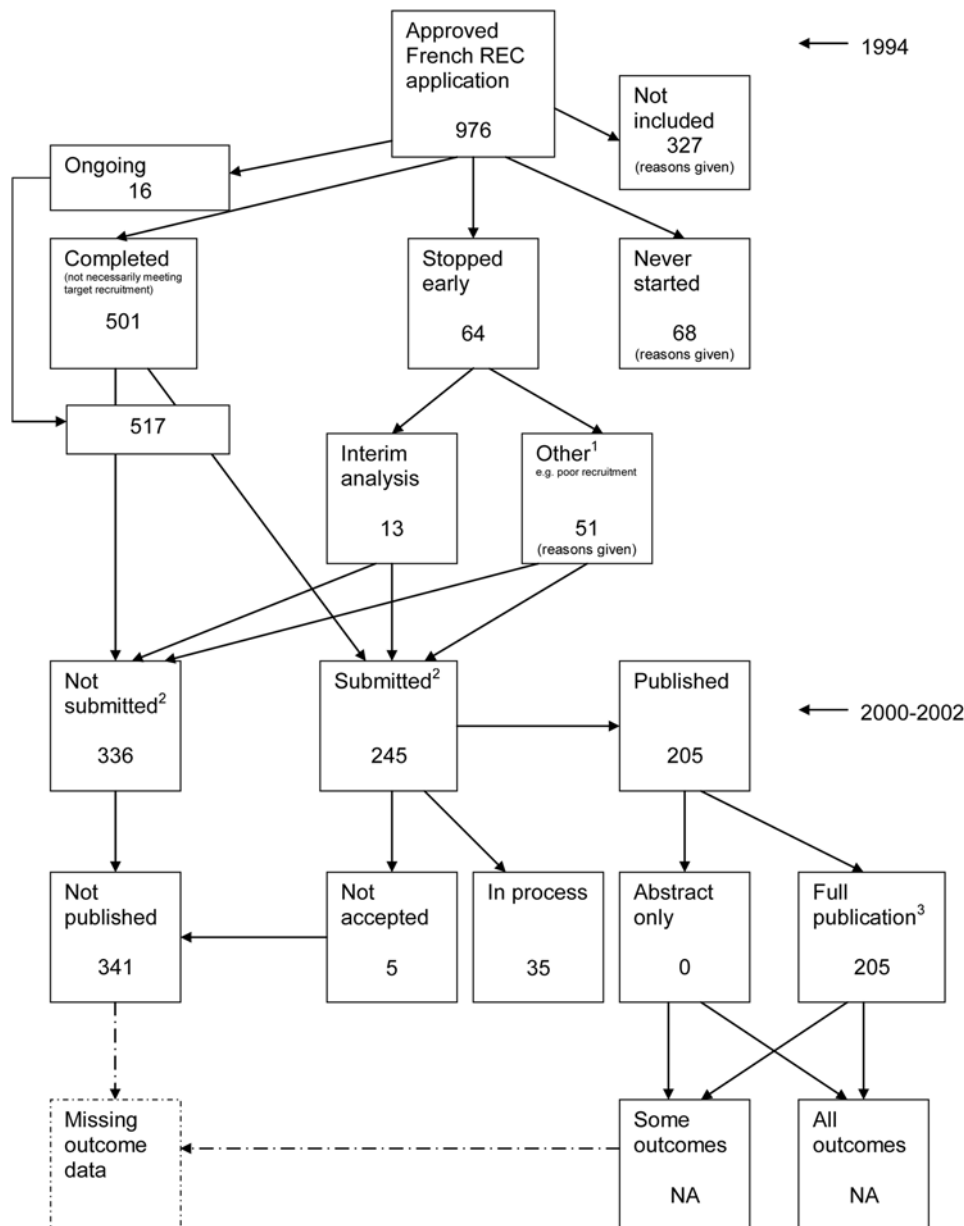 Approved
French REC
application
976
1994
Not
included
327
(reasons given)
Ongoing
16
Completed
(not necessarily meeting
target recruitment)
501
Stopped
early
64
Never
started
68
(reasons given)
517
Interim
analysis
13
Other¹
e.g. poor recruitment
51
(reasons given)
Not
submitted²
336
Submitted²
245
Published
205
2000-2002
Not
published
341
Not
accepted
5
In process
35
Abstract
only
0
Full
publication³
205
Missing
outcome
data
Some
outcomes
NA
All
outcomes
NA